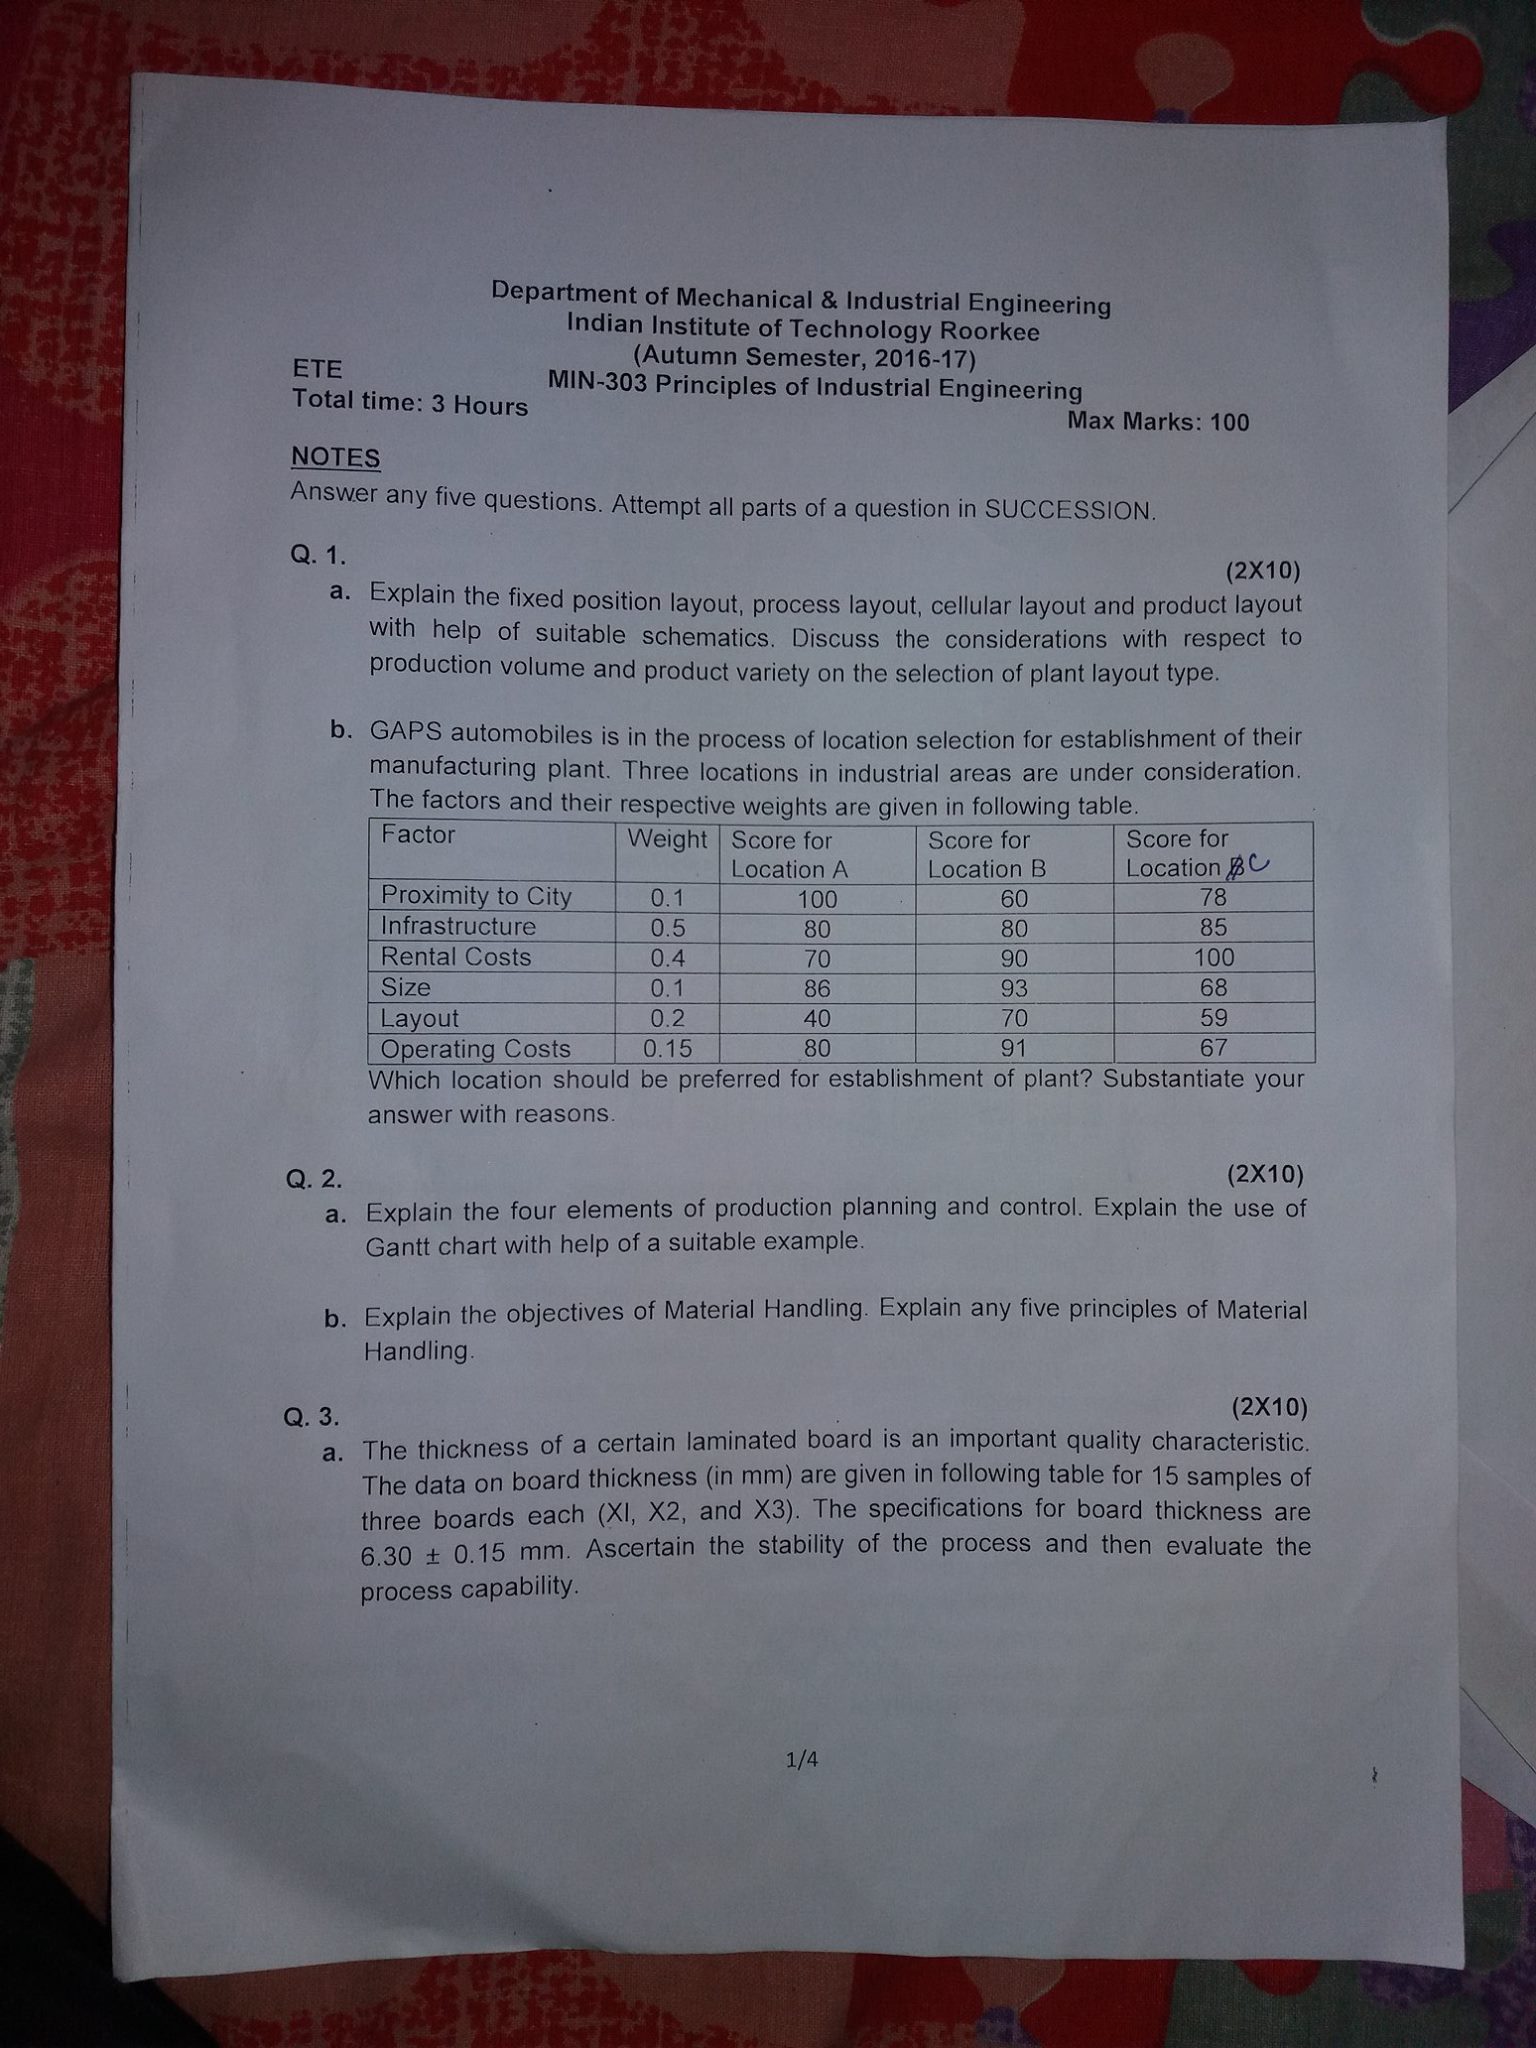 Department of Mechanical & Industrial Engineering
Indian Institute of Technology Roorkee
(Autumn Semester, 2016-17)
ETE
MIN-303 Principles of Industrial Engineering
Total time: 3 Hours
Max Marks: 100
NOTES
Answer any five questions. Attempt all parts of a question in SUCCESSION.
Q. 1. (2X10)
a. Explain the fixed position layout, process layout, cellular layout and product layout
with help of suitable schematics. Discuss the considerations with respect to
production volume and product variety on the selection of plant layout type.
b. GAPS automobiles is in the process of location selection for establishment of their
manufacturing plant. Three locations in industrial areas are under consideration.
The factors and their respective weights are given in following table.
Factor Weight Score for Score for Score for
Location A Location B Location B C
Proximity to City 0.1 100 60 78
Infrastructure 0.5 80 80 85
Rental Costs 0.4 70 90 100
Size 0.1 86 93 68
Layout 0.2 40 70 59
Operating Costs 0.15 80 91 67
Which location should be preferred for establishment of plant? Substantiate your
answer with reasons.
Q. 2. (2X10)
a. Explain the four elements of production planning and control. Explain the use of
Gantt chart with help of a suitable example.
b. Explain the objectives of Material Handling. Explain any five principles of Material
Handling.
Q. 3. (2X10)
a. The thickness of a certain laminated board is an important quality characteristic.
The data on board thickness (in mm) are given in following table for 15 samples of
three boards each (XI, X2, and X3). The specifications for board thickness are
6.30 ± 0.15 mm. Ascertain the stability of the process and then evaluate the
process capability.
1/4